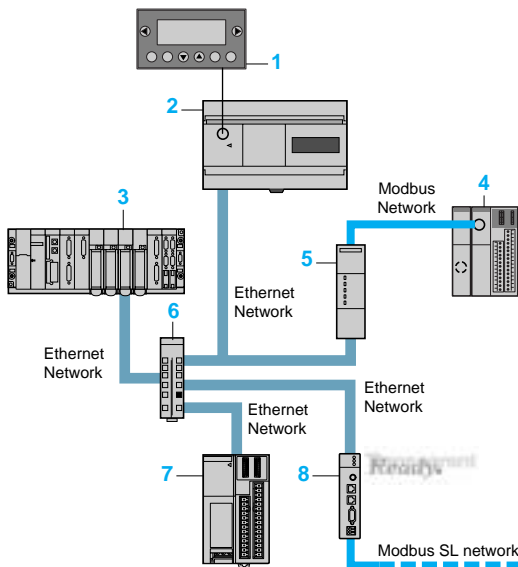 1
2
3
Modbus
Network
4
5
Ethernet
Network
6
Ethernet
Network
Ethernet
Network
Ethernet
Network
7
8
Modbus SL network